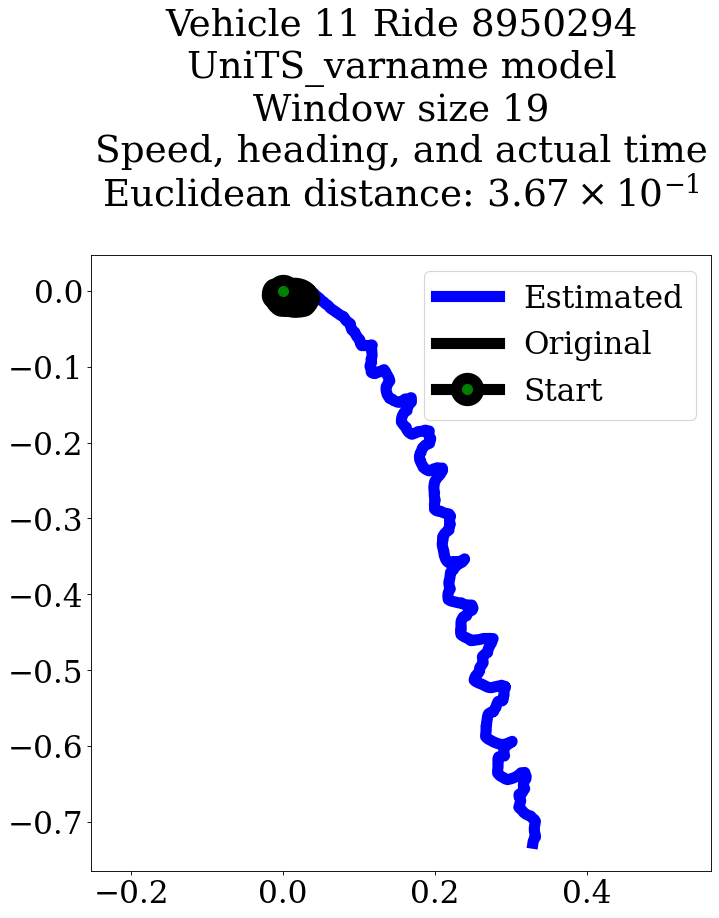 Vehicle 11 Ride 8950294
UniTS_varname model
Window size 19
Speed, heading, and actual time
Euclidean distance: 3.67 × 10⁻¹
Estimated
Original
Start
0.0
−0.1
−0.2
−0.3
−0.4
−0.5
−0.6
−0.7
−0.2 0.0 0.2 0.4